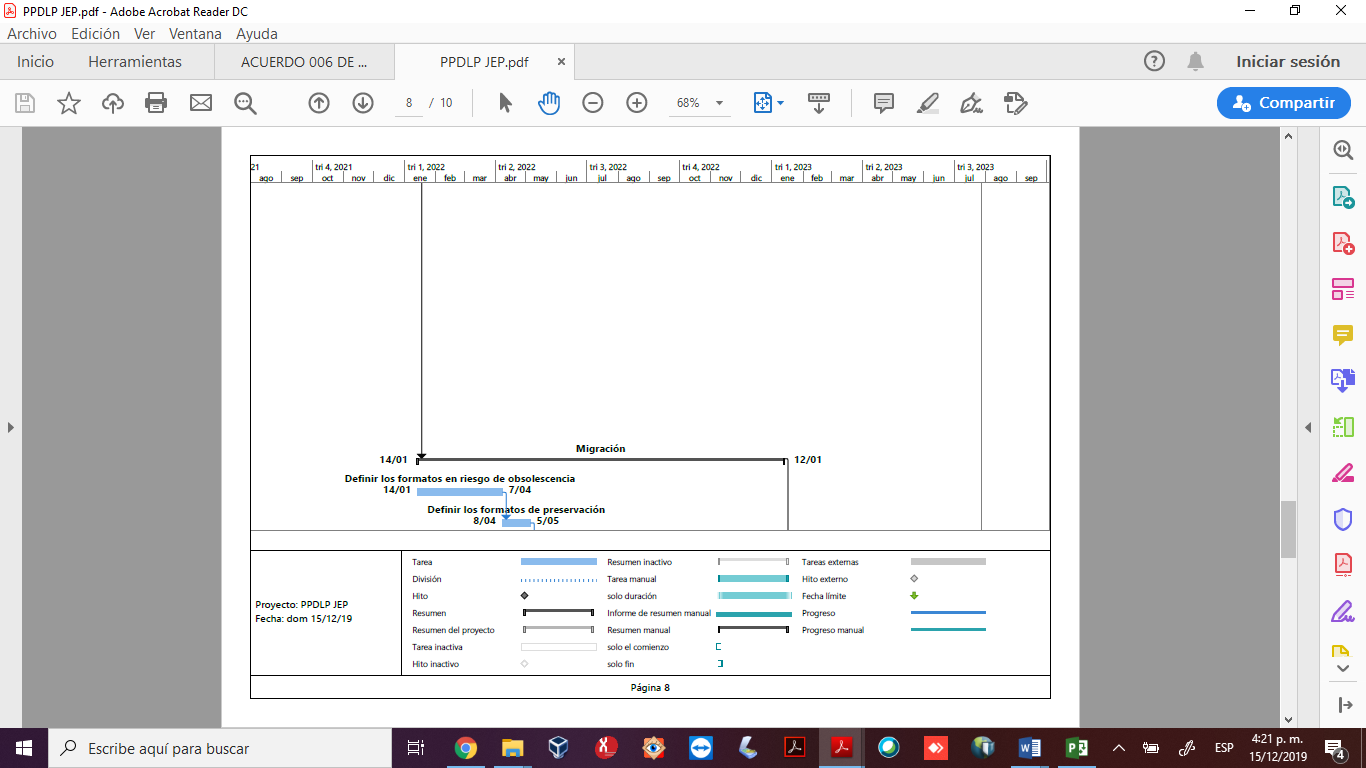 PPDLP JEP.pdf - Adobe Acrobat Reader DC
Archivo Edición Ver Ventana Ayuda
Inicio Herramientas ACUERDO 006 DE ... PPDLP JEP.pdf × Iniciar sesión
8 / 10 68% Compartir
21 tri 4, 2021 tri 1, 2022 tri 2, 2022 tri 3, 2022 tri 4, 2022 tri 1, 2023 tri 2, 2023 tri 3, 2023
ago sep oct nov dic ene feb mar abr may jun jul ago sep oct nov dic ene feb mar abr may jun jul ago sep
Migración
14/01 12/01
Definir los formatos en riesgo de obsolescencia
14/01 7/04
Definir los formatos de preservación
8/04 5/05
Proyecto: PPDLP JEP
Fecha: dom 15/12/19
Tarea
División
Hito
Resumen
Resumen del proyecto
Tarea inactiva
Hito inactivo
Resumen inactivo
Tarea manual
solo duración
Informe de resumen manual
Resumen manual
solo el comienzo
solo fin
Tareas externas
Hito externo
Fecha límite
Progreso
Progreso manual
Página 8
Escribe aquí para buscar
ESP
4:21 p. m.
15/12/2019
4